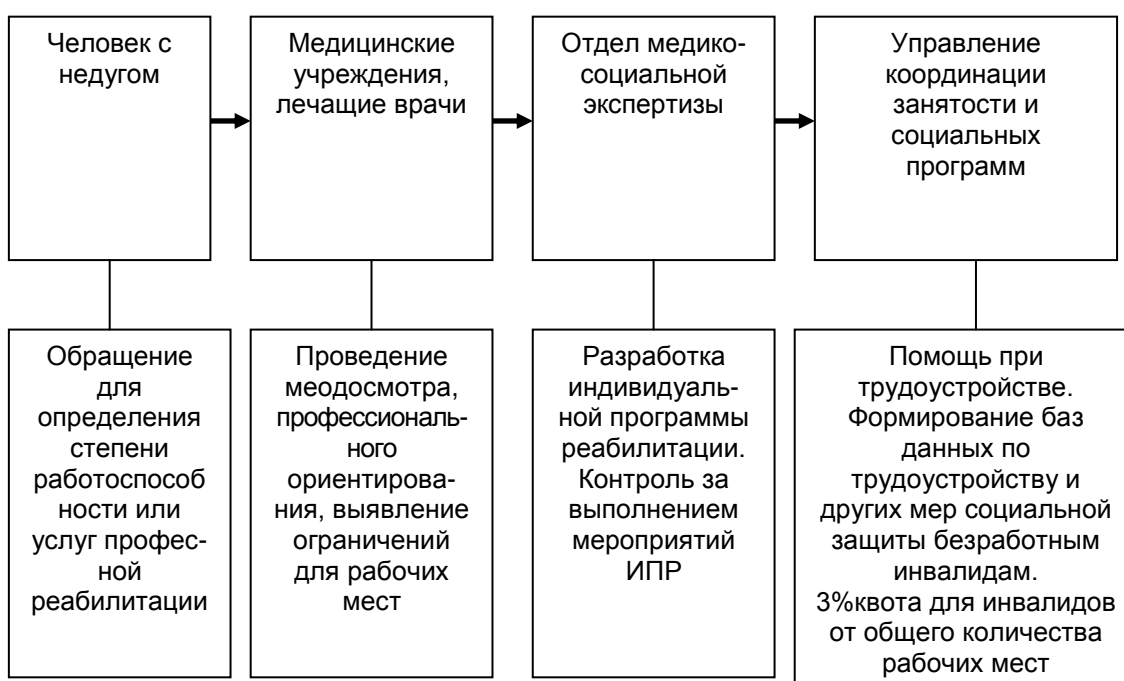 Человек с
недугом
Медицинские
учреждения,
лечащие врачи
Отдел медико-
социальной
экспертизы
Управление
координации
занятости и
социальных
программ
Обращение
для
определения
степени
работоспособ
ности или
услуг профес-
ной
реабилитации
Проведение
меодосмотра,
профессиональ-
ного
ориентирова-
ния, выявление
ограничений
для рабочих
мест
Разработка
индивидуаль-
ной программы
реабилитации.
Контроль за
выполнением
мероприятий
ИПР
Помощь при
трудоустройстве.
Формирование баз
данных по
трудоустройству и
других мер социальной
защиты безработным
инвалидам.
3%квота для инвалидов
от общего количества
рабочих мест